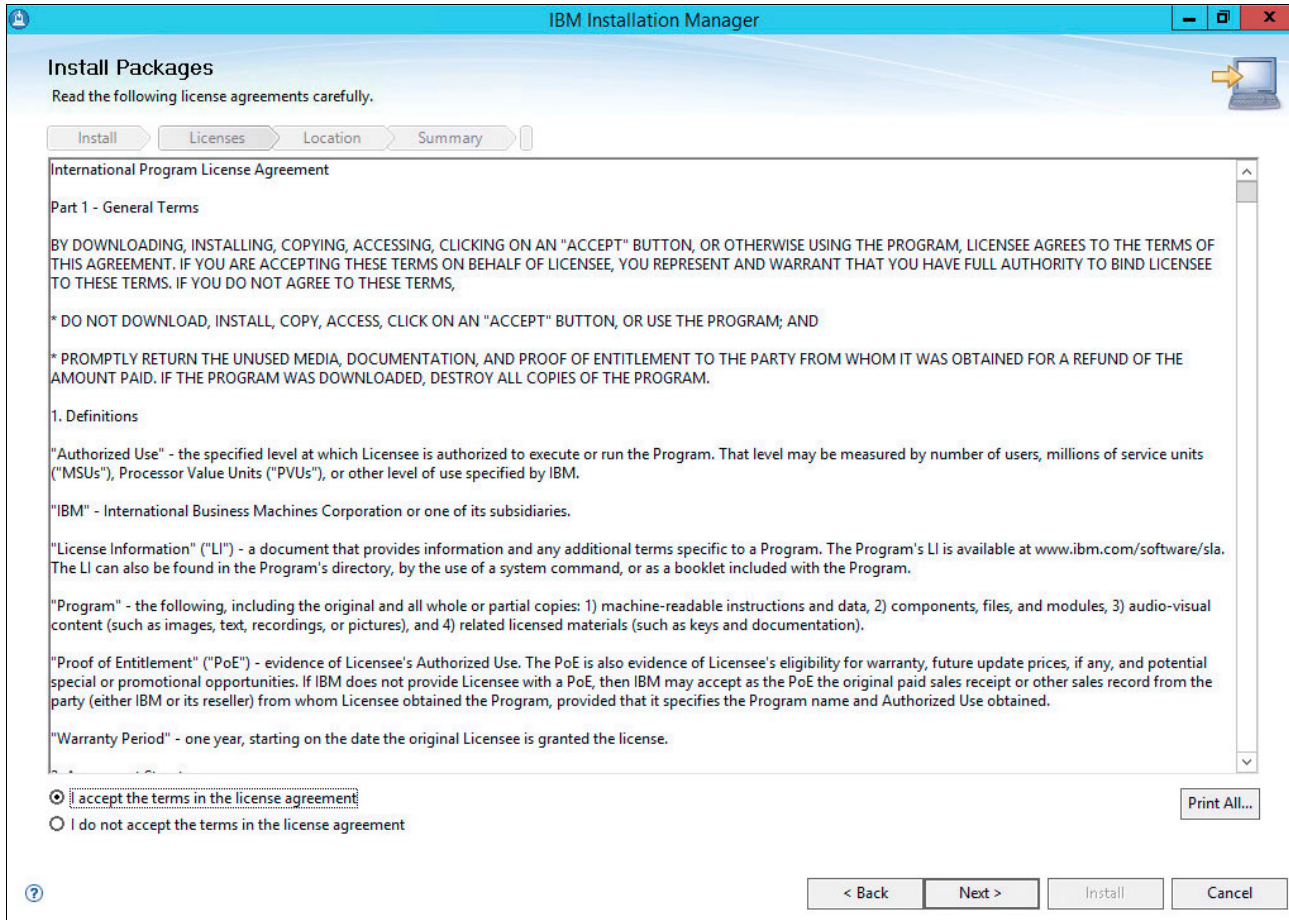 IBM Installation Manager
Install Packages
Read the following license agreements carefully.
Install
Licenses
Location
Summary
International Program License Agreement
Part 1 - General Terms
BY DOWNLOADING, INSTALLING, COPYING, ACCESSING, CLICKING ON AN "ACCEPT" BUTTON, OR OTHERWISE USING THE PROGRAM, LICENSEE AGREES TO THE TERMS OF
THIS AGREEMENT. IF YOU ARE ACCEPTING THESE TERMS ON BEHALF OF LICENSEE, YOU REPRESENT AND WARRANT THAT YOU HAVE FULL AUTHORITY TO BIND LICENSEE
TO THESE TERMS. IF YOU DO NOT AGREE TO THESE TERMS,
* DO NOT DOWNLOAD, INSTALL, COPY, ACCESS, CLICK ON AN "ACCEPT" BUTTON, OR USE THE PROGRAM; AND
* PROMPTLY RETURN THE UNUSED MEDIA, DOCUMENTATION, AND PROOF OF ENTITLEMENT TO THE PARTY FROM WHOM IT WAS OBTAINED FOR A REFUND OF THE
AMOUNT PAID. IF THE PROGRAM WAS DOWNLOADED, DESTROY ALL COPIES OF THE PROGRAM.
1. Definitions
"Authorized Use" - the specified level at which Licensee is authorized to execute or run the Program. That level may be measured by number of users, millions of service units
("MSUs"), Processor Value Units ("PVUs"), or other level of use specified by IBM.
"IBM" - International Business Machines Corporation or one of its subsidiaries.
"License Information" ("LI") - a document that provides information and any additional terms specific to a Program. The Program's LI is available at www.ibm.com/software/sla.
The LI can also be found in the Program's directory, by the use of a system command, or as a booklet included with the Program.
"Program" - the following, including the original and all whole or partial copies: 1) machine-readable instructions and data, 2) components, files, and modules, 3) audio-visual
content (such as images, text, recordings, or pictures), and 4) related licensed materials (such as keys and documentation).
"Proof of Entitlement" ("PoE") - evidence of Licensee's Authorized Use. The PoE is also evidence of Licensee's eligibility for warranty, future update prices, if any, and potential
special or promotional opportunities. If IBM does not provide Licensee with a PoE, then IBM may accept as the PoE the original paid sales receipt or other sales record from the
party (either IBM or its reseller) from whom Licensee obtained the Program, provided that it specifies the Program name and Authorized Use obtained.
"Warranty Period" - one year, starting on the date the original Licensee is granted the license.
I accept the terms in the license agreement
Print All...
I do not accept the terms in the license agreement
?
< Back
Next >
Install
Cancel